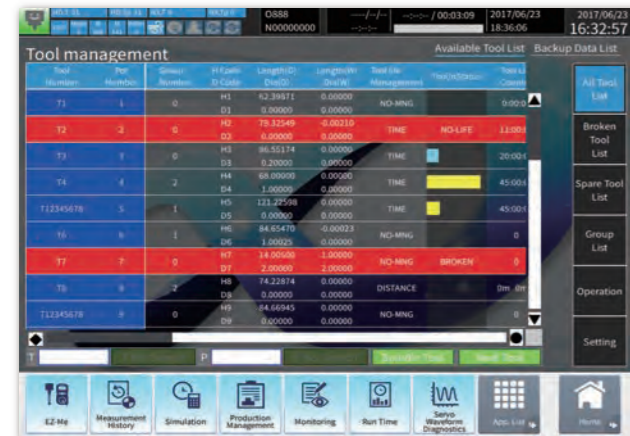 O888
N00000000
----/--/-- --:--:-- / 00:03:09
--:--:--
2017/06/23
18:36:06
2017/06/23
16:32:57
Tool management
Available Tool List Backup Data List
Tool Number Pot Number Group Number H-Code D-Code Length(G) Dia(G) Length(W) Dia(W) Tool Life Management
T1 1 0 H1 62.39871 0.00000 NO-MNG
D1 0.00000 0.00000
T2 2 0 H2 79.32549 -0.00210 TIME NO-LIFE
D2 0.00000 0.00000
T3 3 0 H3 86.55174 0.00000 TIME 20:00:
D3 0.20000 0.00000
T4 4 2 H4 68.00000 0.00000 TIME 45:00:
D4 1.00000 0.00000
T12345678 5 1 H5 121.22598 0.00000 TIME 45:00:
D5 0.00000 0.00000
T6 6 1 H6 84.65470 -0.00023 NO-MNG 0
D6 1.00025 0.00000
T7 7 0 H7 14.00500 1.00000 NO-MNG BROKEN 0
D7 2.00000 2.00000
T8 8 2 H8 74.22874 0.00000 DISTANCE
D8 0.00000 0.00000
T12345678 9 0 H9 84.66945 0.00000 NO-MNG 0
D9 0.00000 0.00000
All Tool
List
Broken
Tool
List
Spare Tool
List
Group
List
Operation
Setting
T P
EZ-Me
Measurement
History
Simulation
Production
Management
Monitoring
Run Time
Servo
Waveform
Diagnostics
App. List
Home